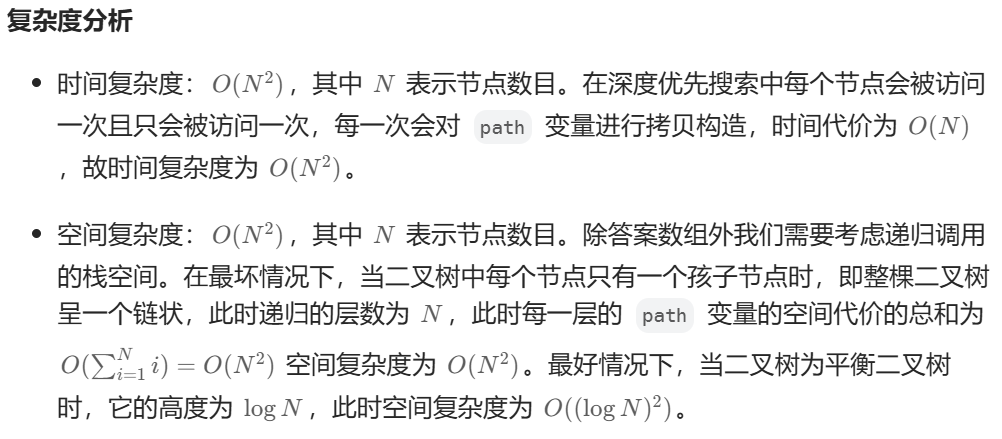 复杂度分析
• 时间复杂度：O(N²)，其中 N 表示节点数目。在深度优先搜索中每个节点会被访问
一次且只会被访问一次，每一次会对 path 变量进行拷贝构造，时间代价为 O(N)
，故时间复杂度为 O(N²)。
• 空间复杂度：O(N²)，其中 N 表示节点数目。除答案数组外我们需要考虑递归调用
的栈空间。在最坏情况下，当二叉树中每个节点只有一个孩子节点时，即整棵二叉树
呈一个链状，此时递归的层数为 N，此时每一层的 path 变量的空间代价的总和为
O(∑_{i=1}^{N} i) = O(N²) 空间复杂度为 O(N²)。最好情况下，当二叉树为平衡二叉树
时，它的高度为 log N，此时空间复杂度为 O((log N)²)。